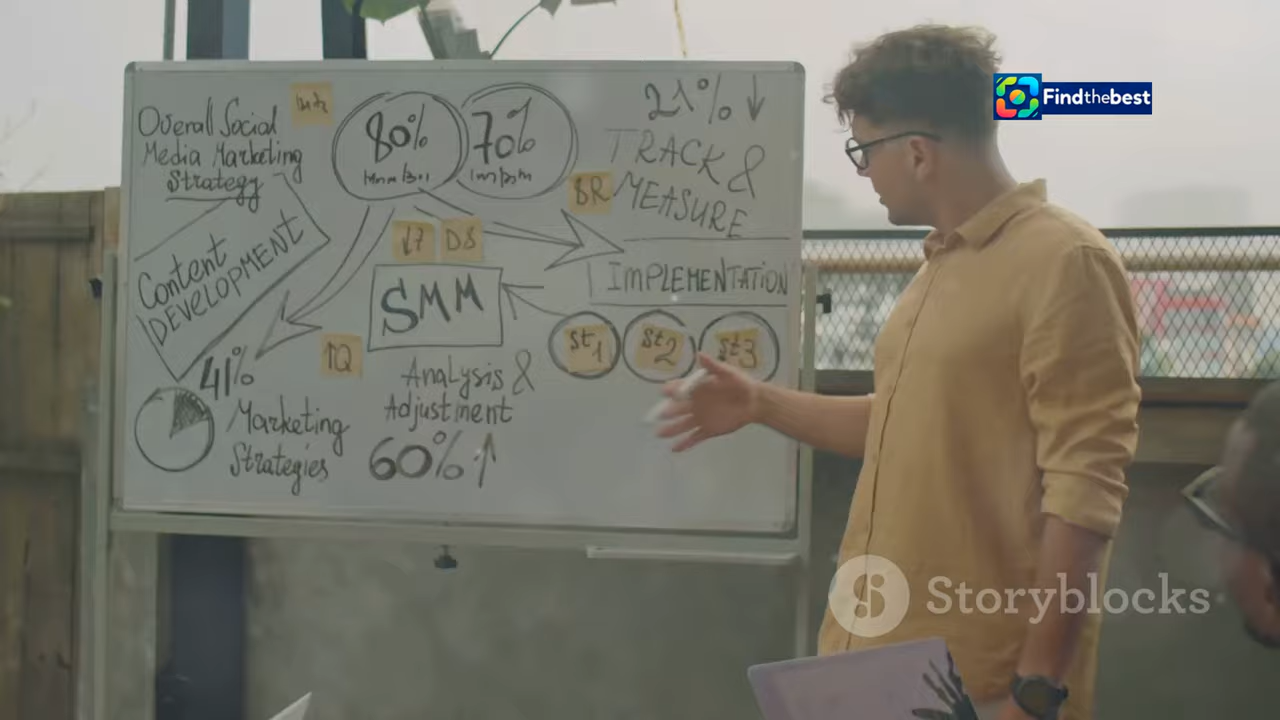 Overall Social
Media Marketing
Strategy
80%
70%
21%↓
TRACK &
MEASURE
BR
Content
DEVELOPMENT
DS
SMM
IMPLEMENTATION
St1
St2
St3
41%
Marketing
Strategies
Analysis &
Adjustment
60%↑
Findthebest
Storyblocks